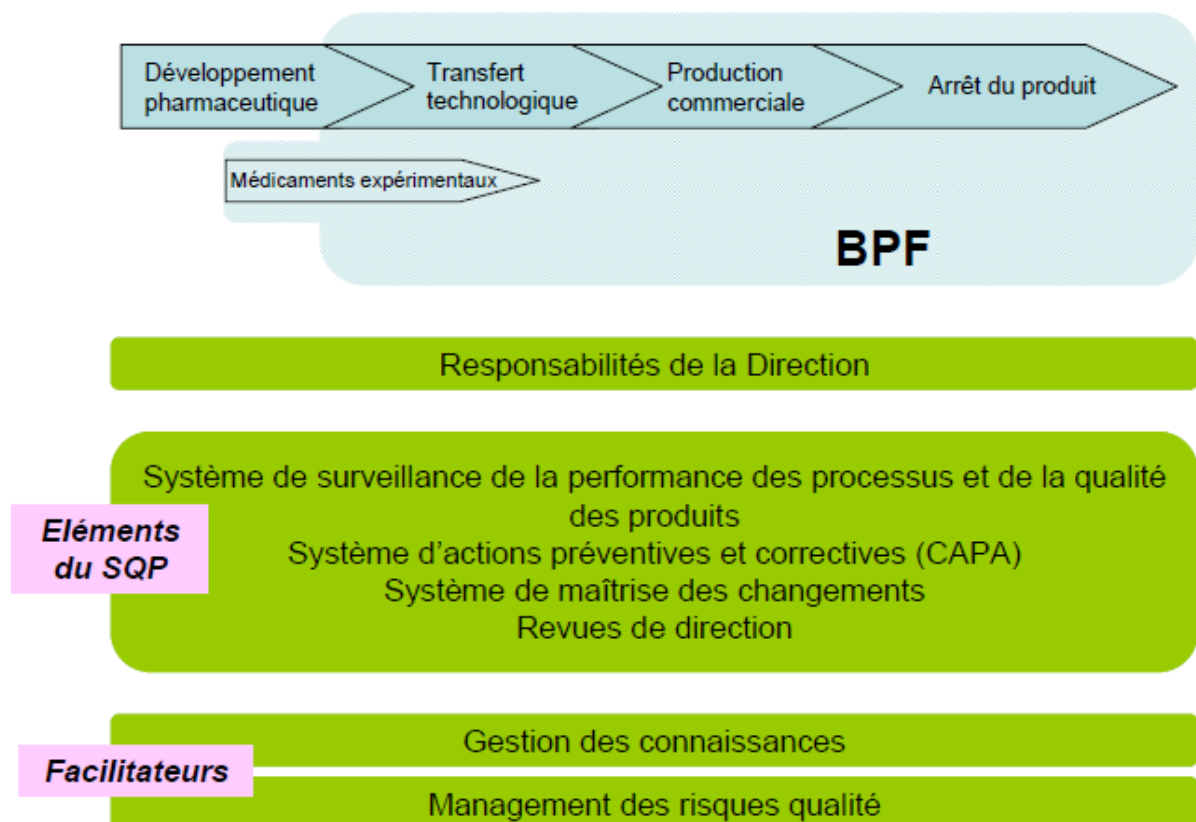 Développement
pharmaceutique
Transfert
technologique
Production
commerciale
Arrêt du produit
Médicaments expérimentaux
BPF
Responsabilités de la Direction
Eléments
du SQP
Système de surveillance de la performance des processus et de la qualité
des produits
Système d'actions préventives et correctives (CAPA)
Système de maîtrise des changements
Revues de direction
Facilitateurs
Gestion des connaissances
Management des risques qualité